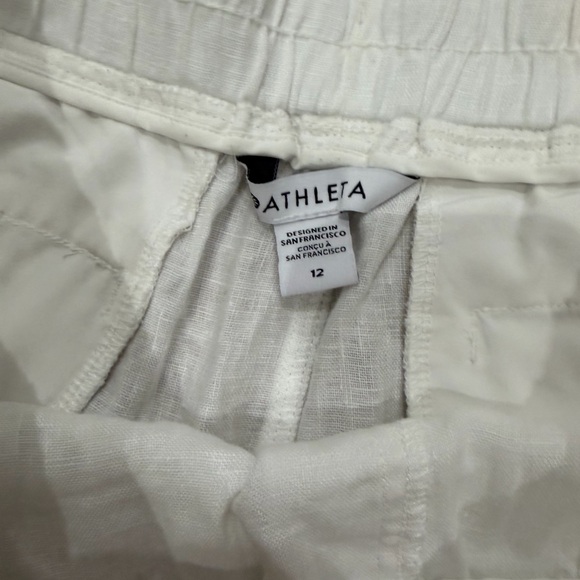 ATHLETA
DESIGNED IN
SAN FRANCISCO
CONÇU À
SAN FRANCISCO
12